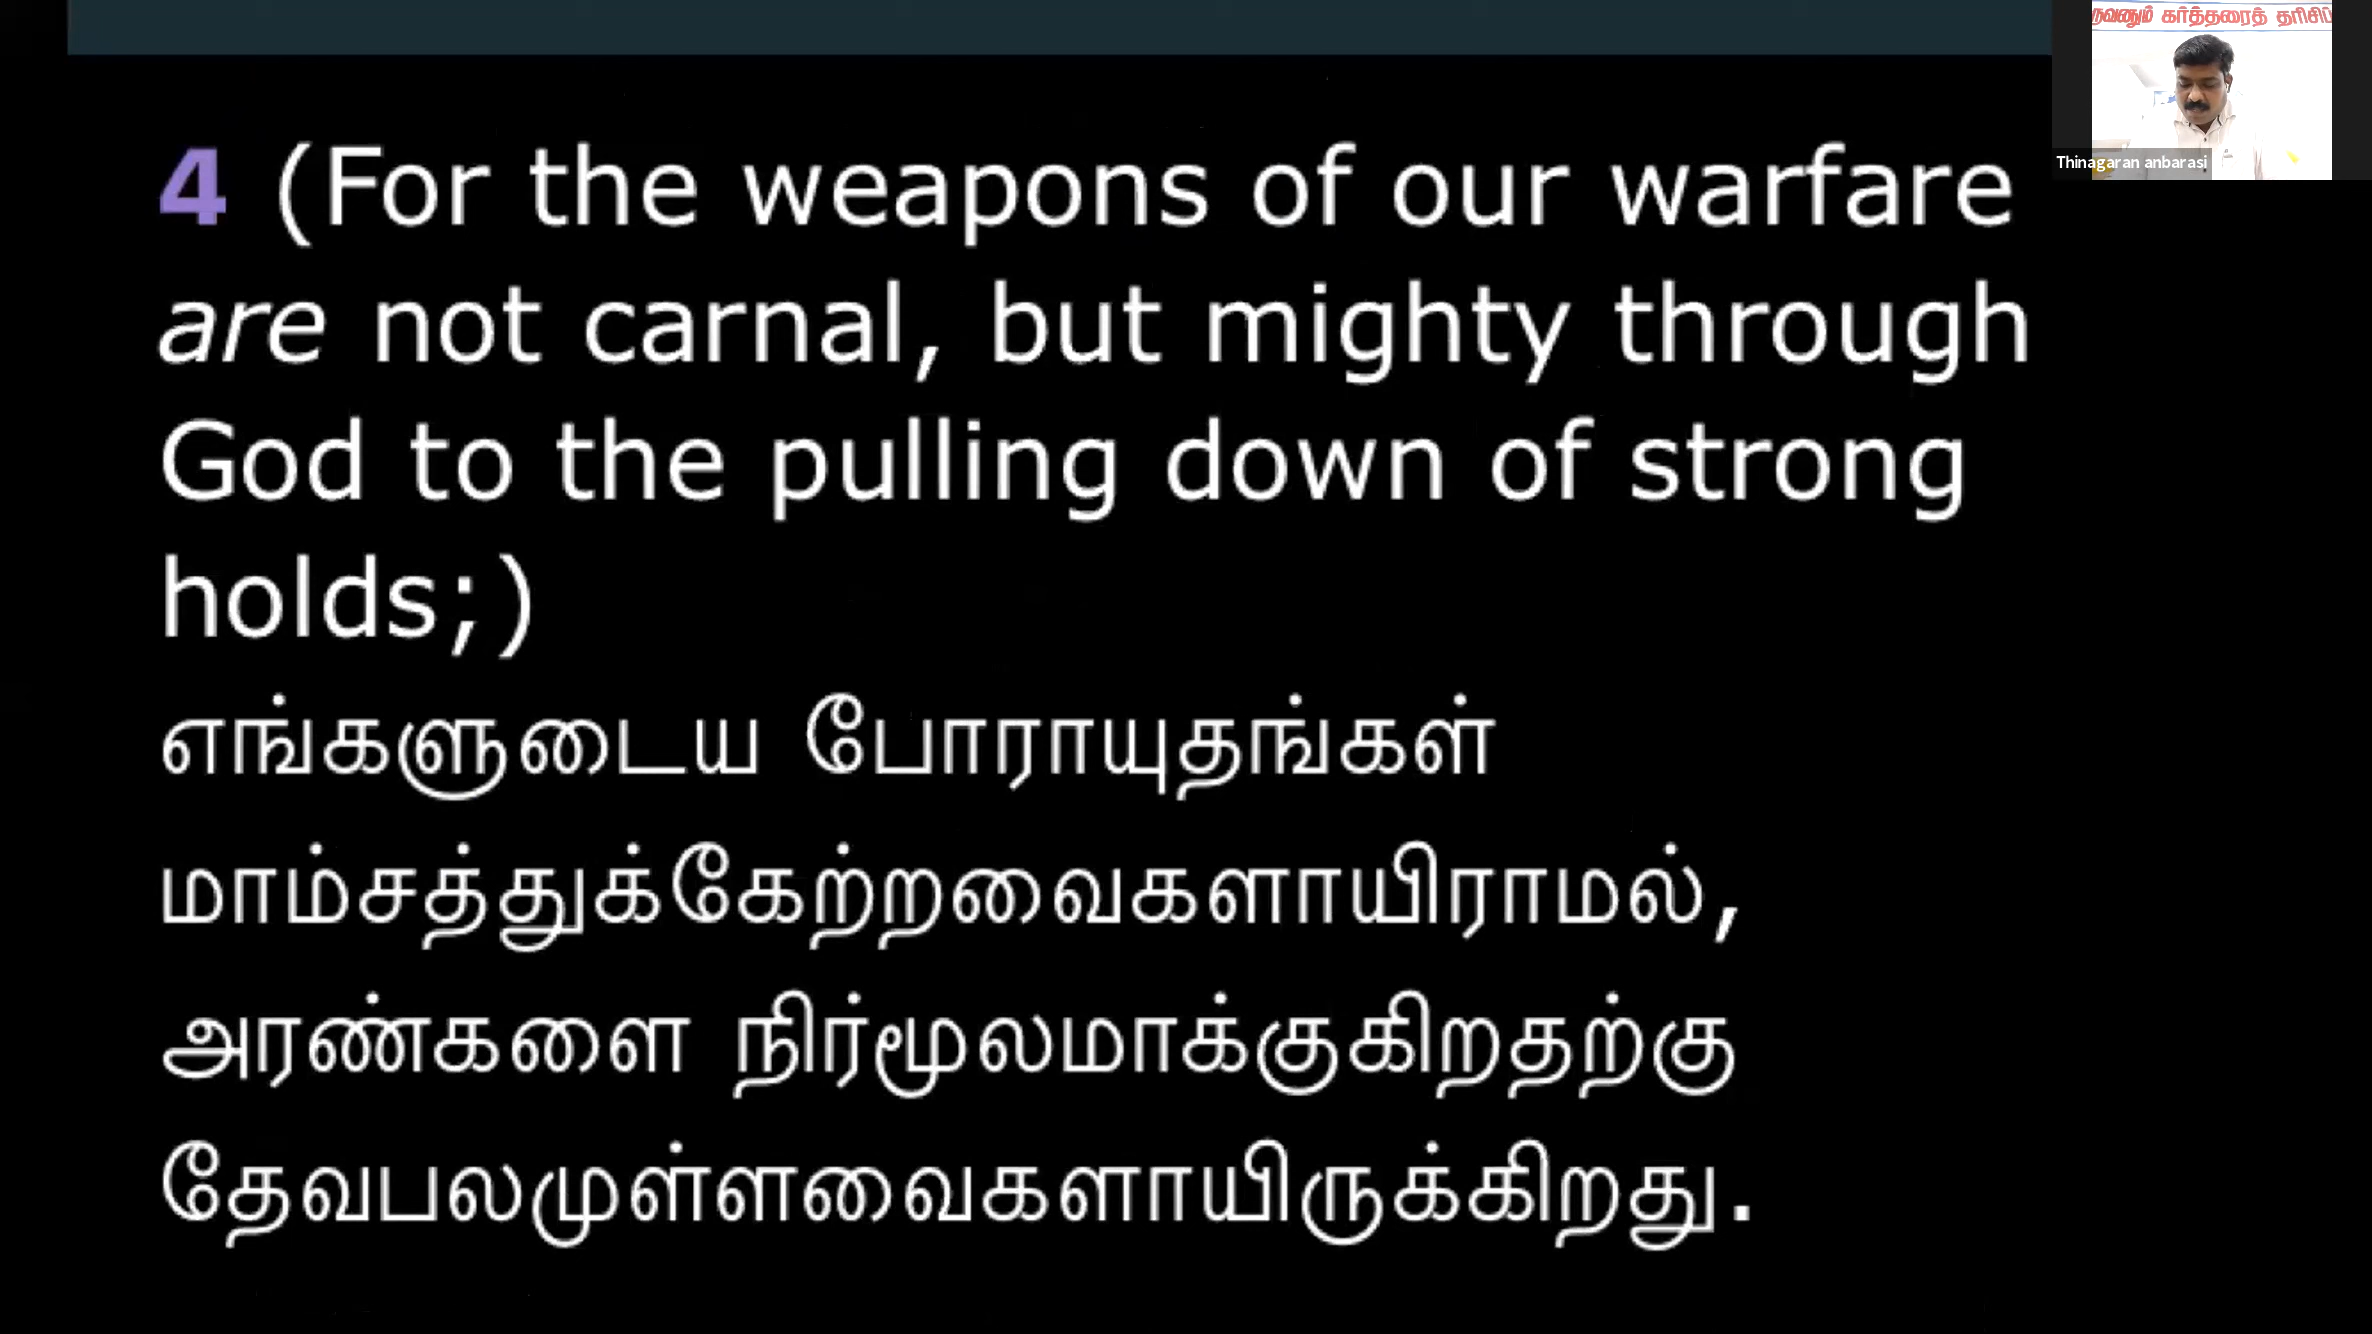 4 (For the weapons of our warfare
are not carnal, but mighty through
God to the pulling down of strong
holds;)
எங்களுடைய போராயுதங்கள்
மாம்சத்துக்கேற்றவைகளாயிராமல்,
அரண்களை நிர்மூலமாக்குகிறதற்கு
தேவபலமுள்ளவைகளாயிருக்கிறது.
கர்த்தரைத்
Thinagaran anbarasi